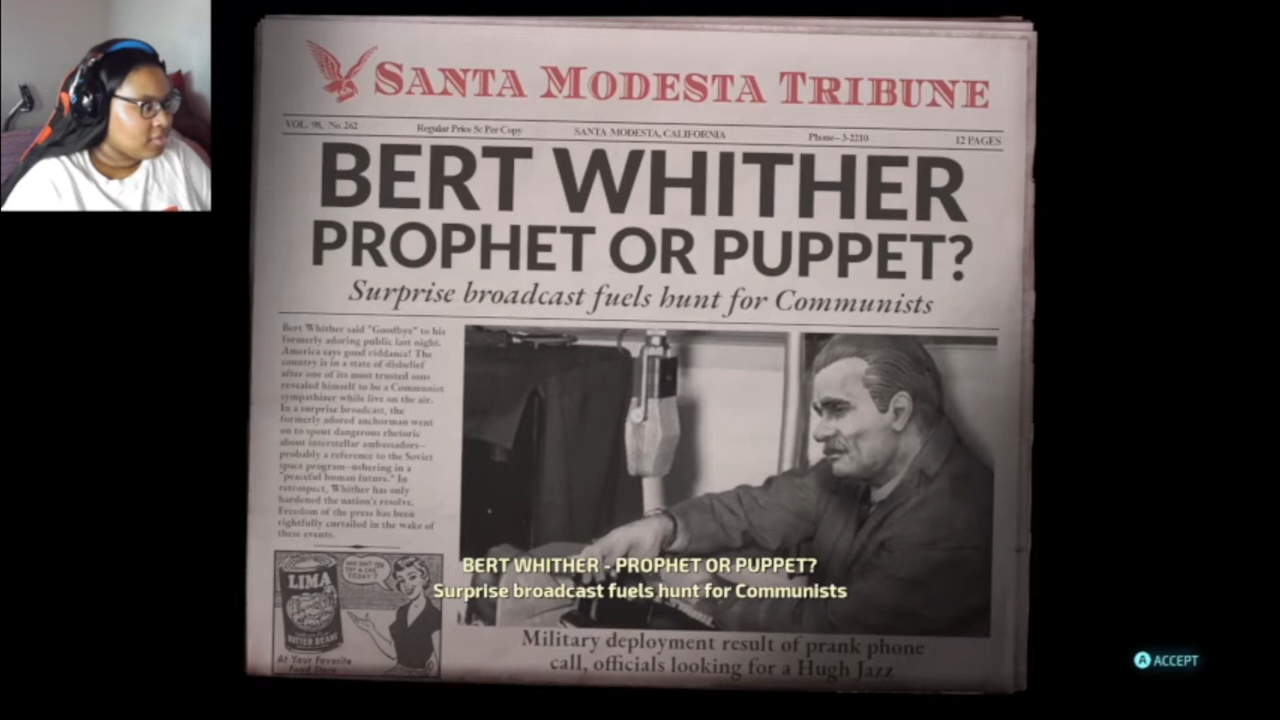 SANTA MODESTA TRIBUNE
VOL. 98, No. 262 Regular Price 5c Per Copy SANTA MODESTA, CALIFORNIA Phone– 3-2210 12 PAGES
BERT WHITHER
PROPHET OR PUPPET?
Surprise broadcast fuels hunt for Communists
Bert Whither said "Goodbye" to his
formerly adoring public last night.
America says good riddance! The
country is in a state of disbelief
after one of its most trusted sons
revealed himself to be a Communist
sympathizer while live on the air.
In a surprise broadcast, the
formerly adored anchorman went
on to spout dangerous rhetoric
about interstellar ambassadors–
probably a reference to the Soviet
space program–ushering in a
"peaceful human future." In
retrospect, Whither has only
hardened the nation's resolve.
Freedom of the press has been
rightfully curtailed in the wake of
these events.
LIMA
BUTTER BEANS
TRY A CAN
TODAY?
At Your Favorite
Food Store
BERT WHITHER - PROPHET OR PUPPET?
Surprise broadcast fuels hunt for Communists
Military deployment result of prank phone
call, officials looking for a Hugh Jazz
A ACCEPT